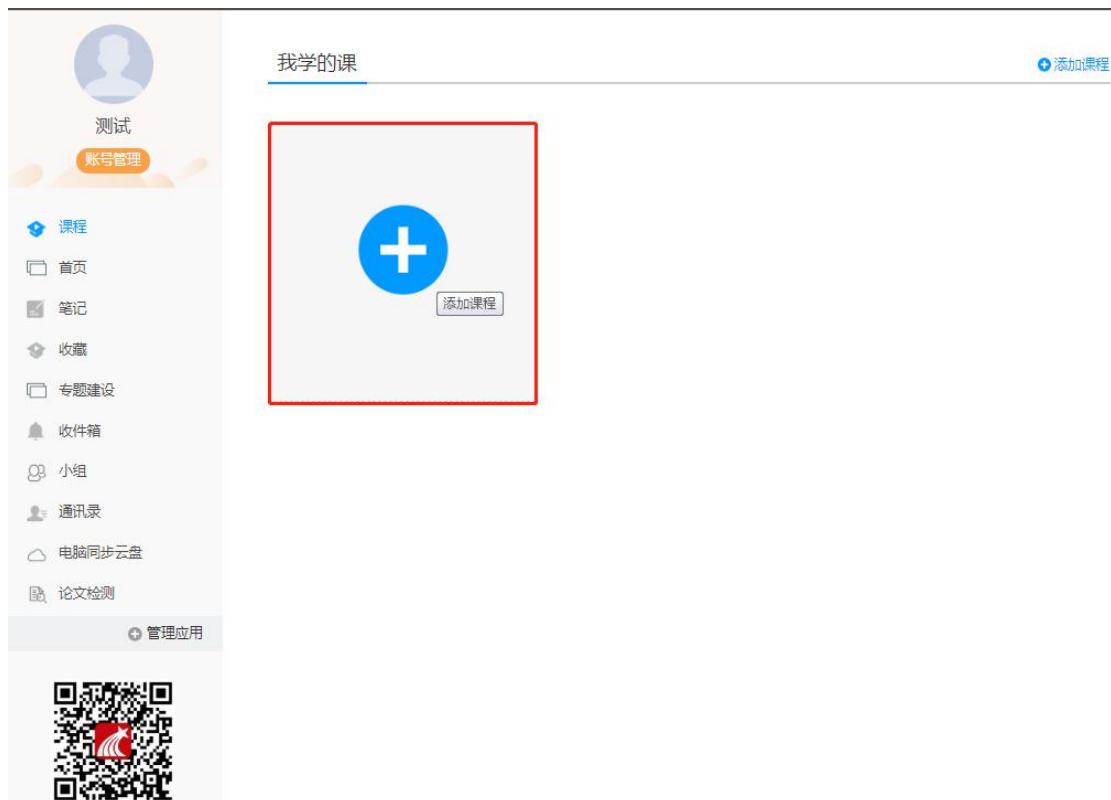 测试
账号管理
课程
首页
笔记
收藏
专题建设
收件箱
小组
通讯录
电脑同步云盘
论文检测
管理应用
我学的课
添加课程
添加课程